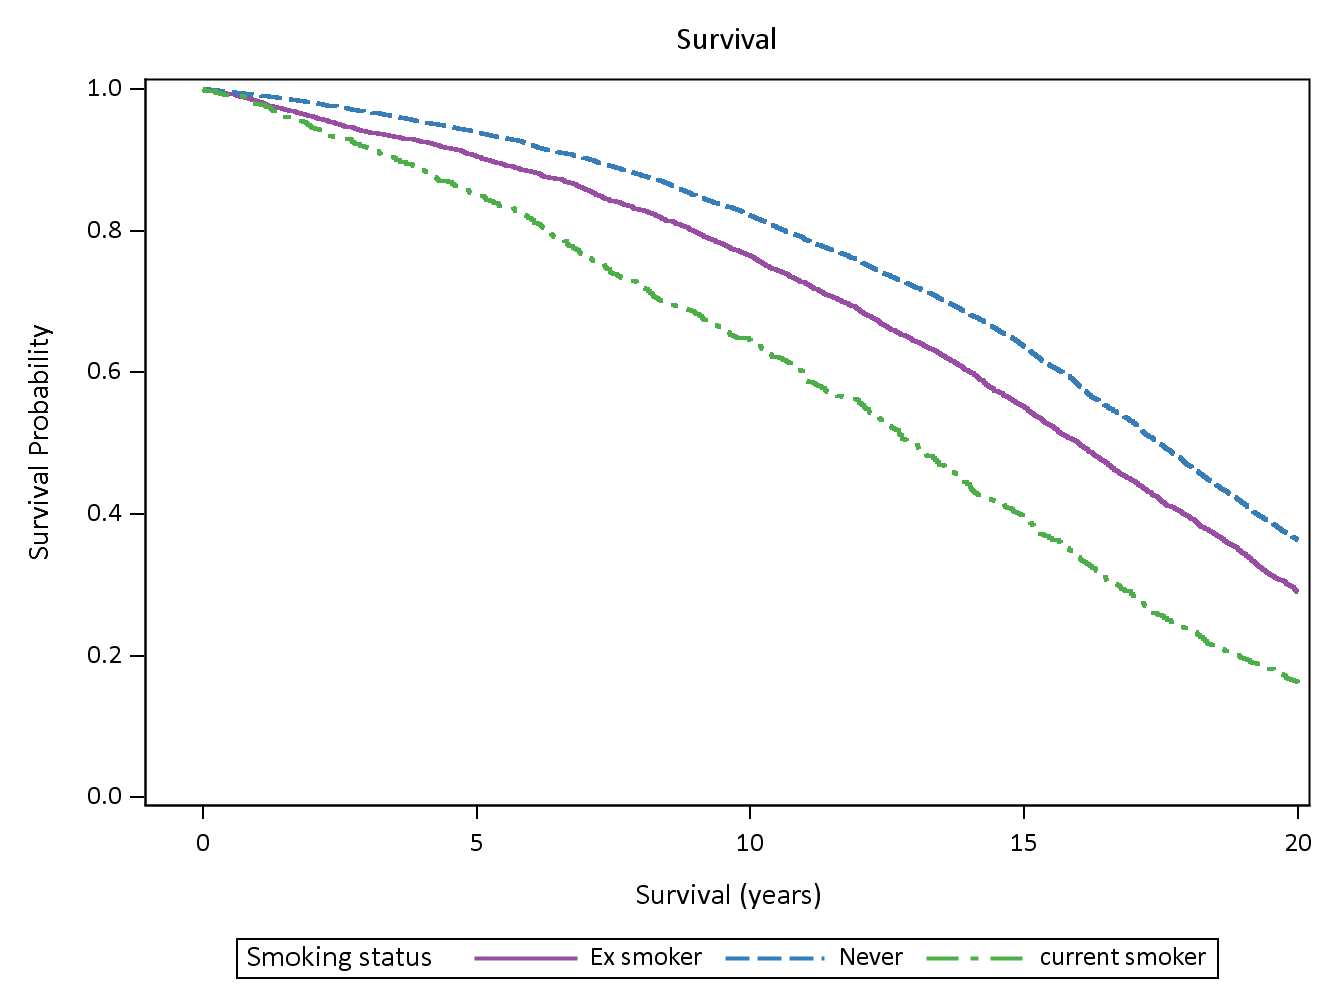 Survival
1.0
0.8
0.6
0.4
0.2
0.0
Survival Probability
0 5 10 15 20
Survival (years)
Smoking status Ex smoker Never current smoker